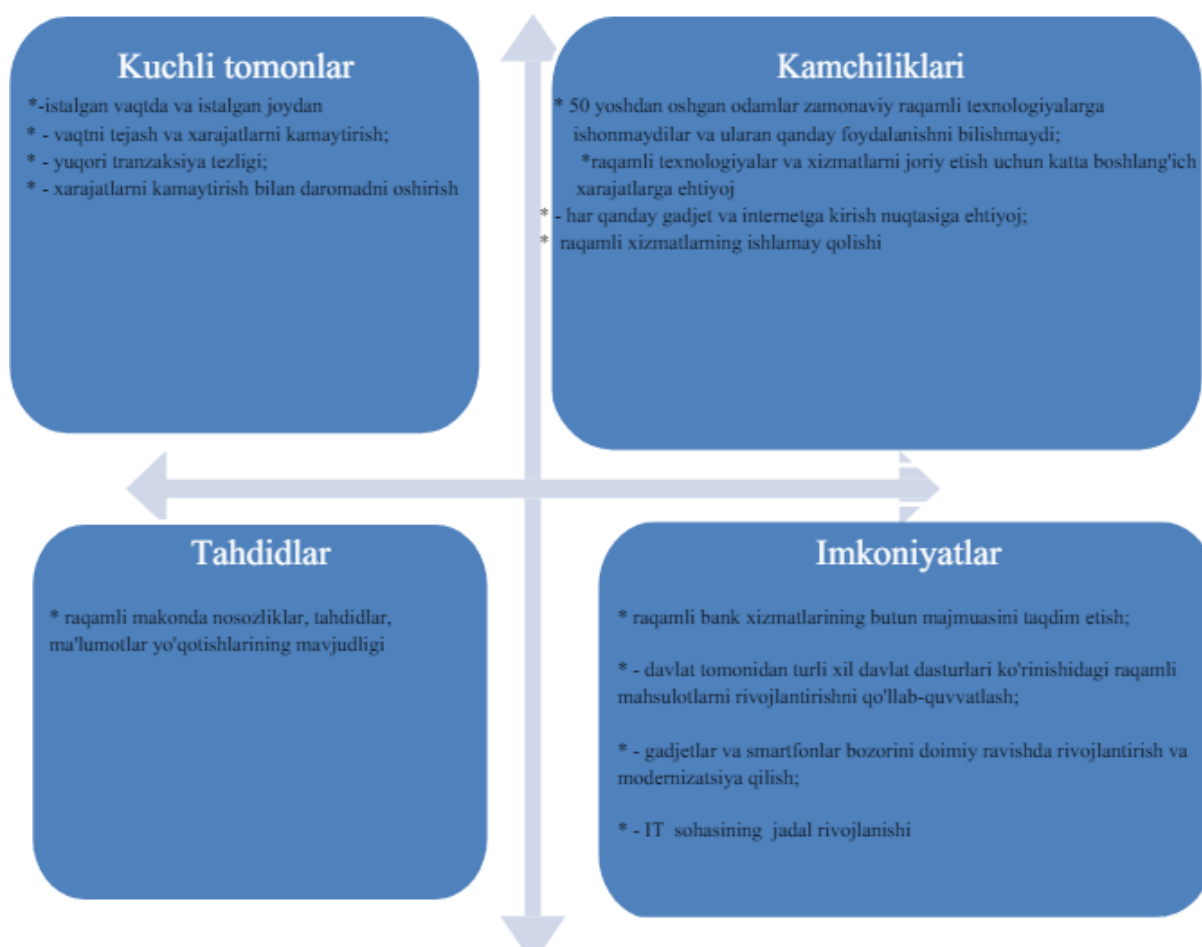 Kuchli tomonlar
*-istalgan vaqtda va istalgan joydan
* - vaqtni tejash va xarajatlarni kamaytirish;
* - yuqori tranzaksiya tezligi;
* - xarajatlarni kamaytirish bilan daromadni oshirish
Kamchiliklari
* 50 yoshdan oshgan odamlar zamonaviy raqamli texnologiyalarga
ishonmaydilar va ularan qanday foydalanishni bilishmaydi;
*raqamli texnologiyalar va xizmatlarni joriy etish uchun katta boshlang'ich
xarajatlarga ehtiyoj
* - har qanday gadjet va internetga kirish nuqtasiga ehtiyoj;
* raqamli xizmatlarning ishlamay qolishi
Tahdidlar
* raqamli makonda nosozliklar, tahdidlar,
ma'lumotlar yo'qotishlarining mavjudligi
Imkoniyatlar
* raqamli bank xizmatlarining butun majmuasini taqdim etish;
* - davlat tomonidan turli xil davlat dasturlari ko'rinishidagi raqamli
mahsulotlarni rivojlantirishni qo'llab-quvvatlash;
* - gadjetlar va smartfonlar bozorini doimiy ravishda rivojlantirish va
modernizatsiya qilish;
* - IT sohasining jadal rivojlanishi